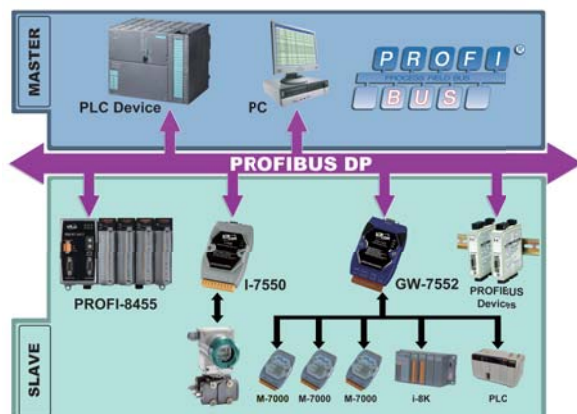 MASTER
PLC Device
PC
PROFI®
PROCESS FIELD BUS
BUS
PROFIBUS DP
SLAVE
PROFI-8455
I-7550
GW-7552
PROFIBUS
Devices
M-7000 M-7000 M-7000 i-8K PLC